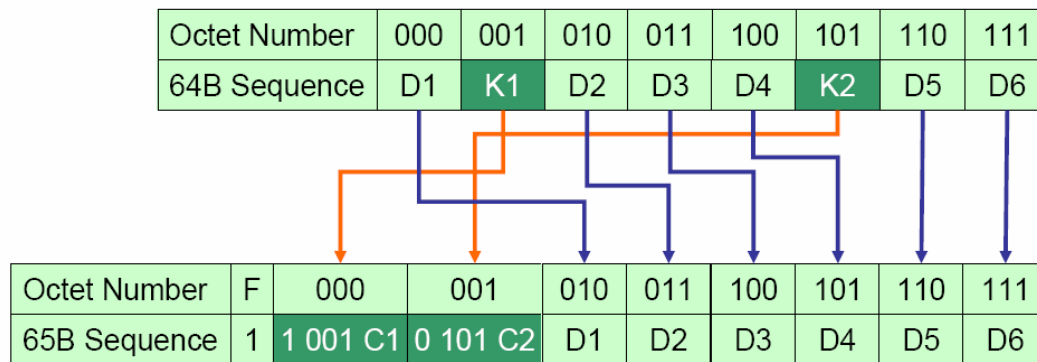 Octet Number 000 001 010 011 100 101 110 111
64B Sequence D1 K1 D2 D3 D4 K2 D5 D6
Octet Number F 000 001 010 011 100 101 110 111
65B Sequence 1 1 001 C1 0 101 C2 D1 D2 D3 D4 D5 D6